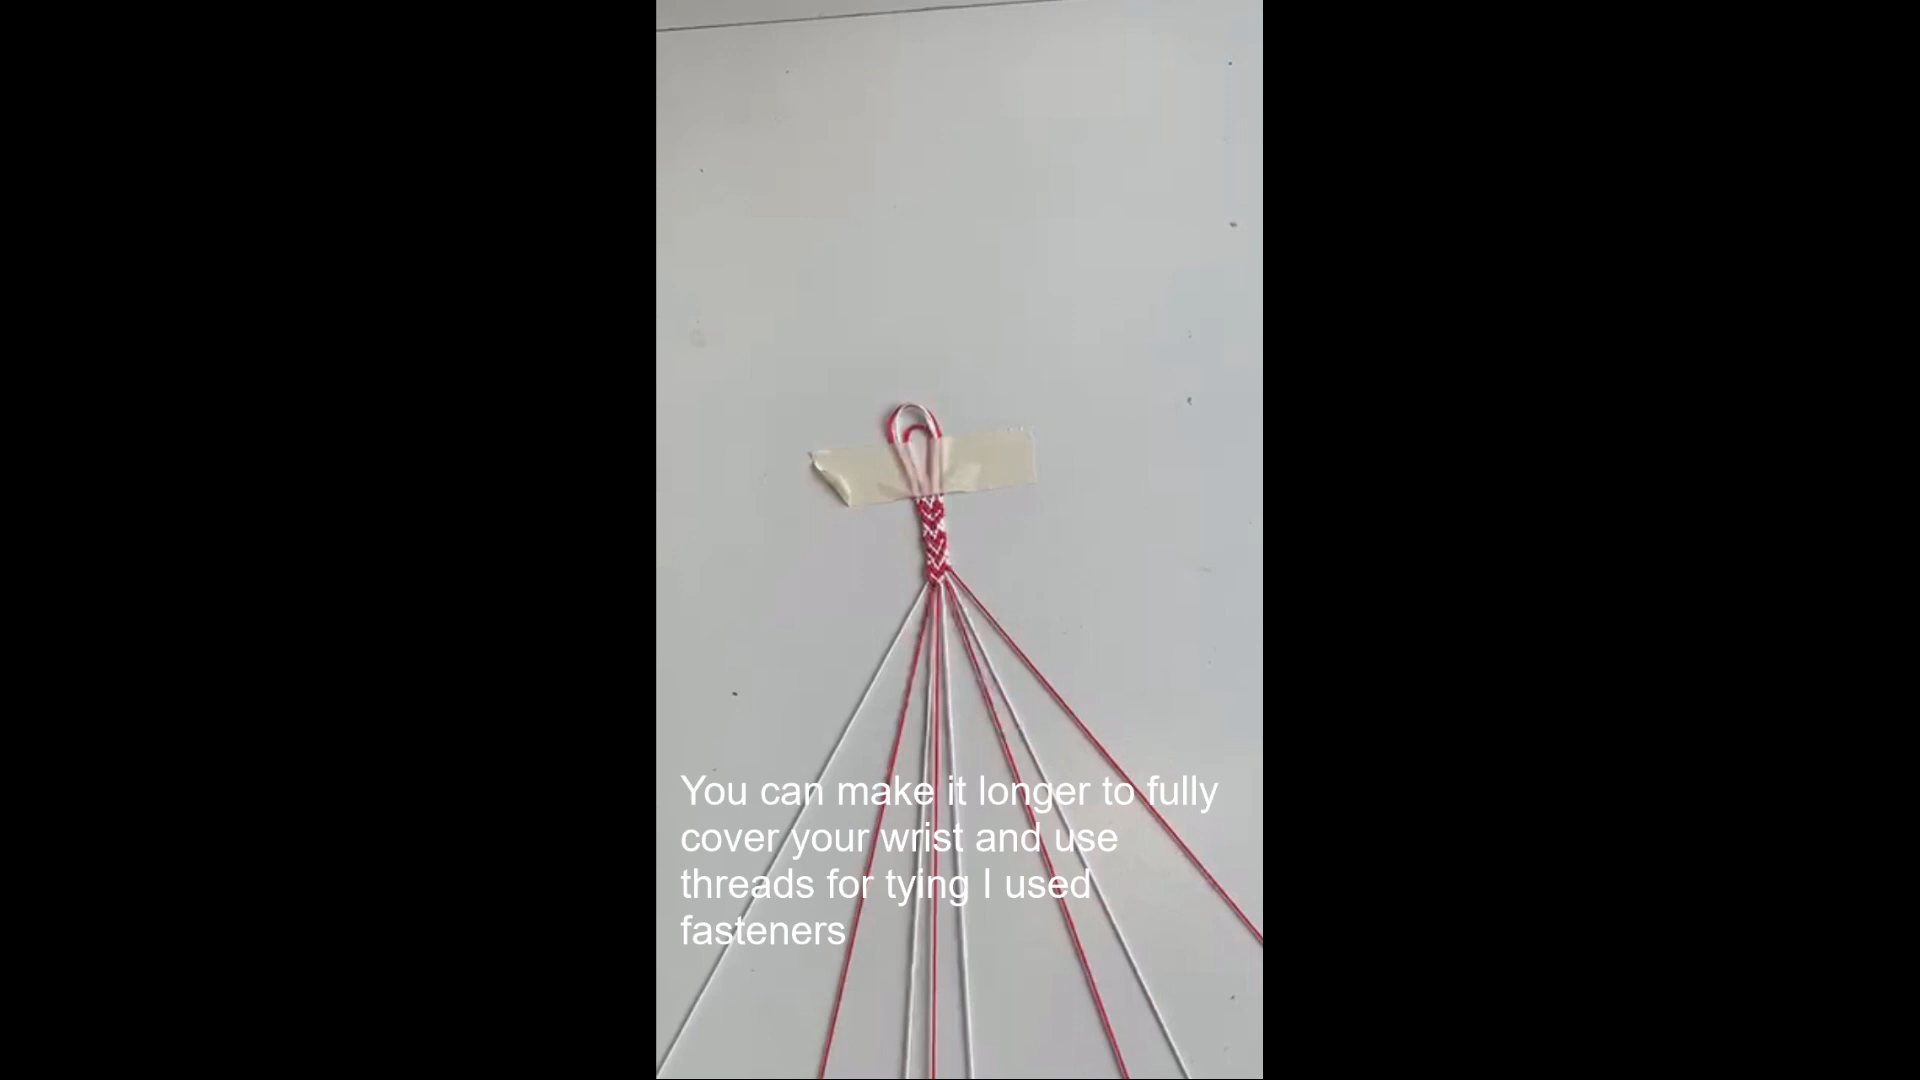 You can make it longer to fully
cover your wrist and use
threads for tying I used
fasteners